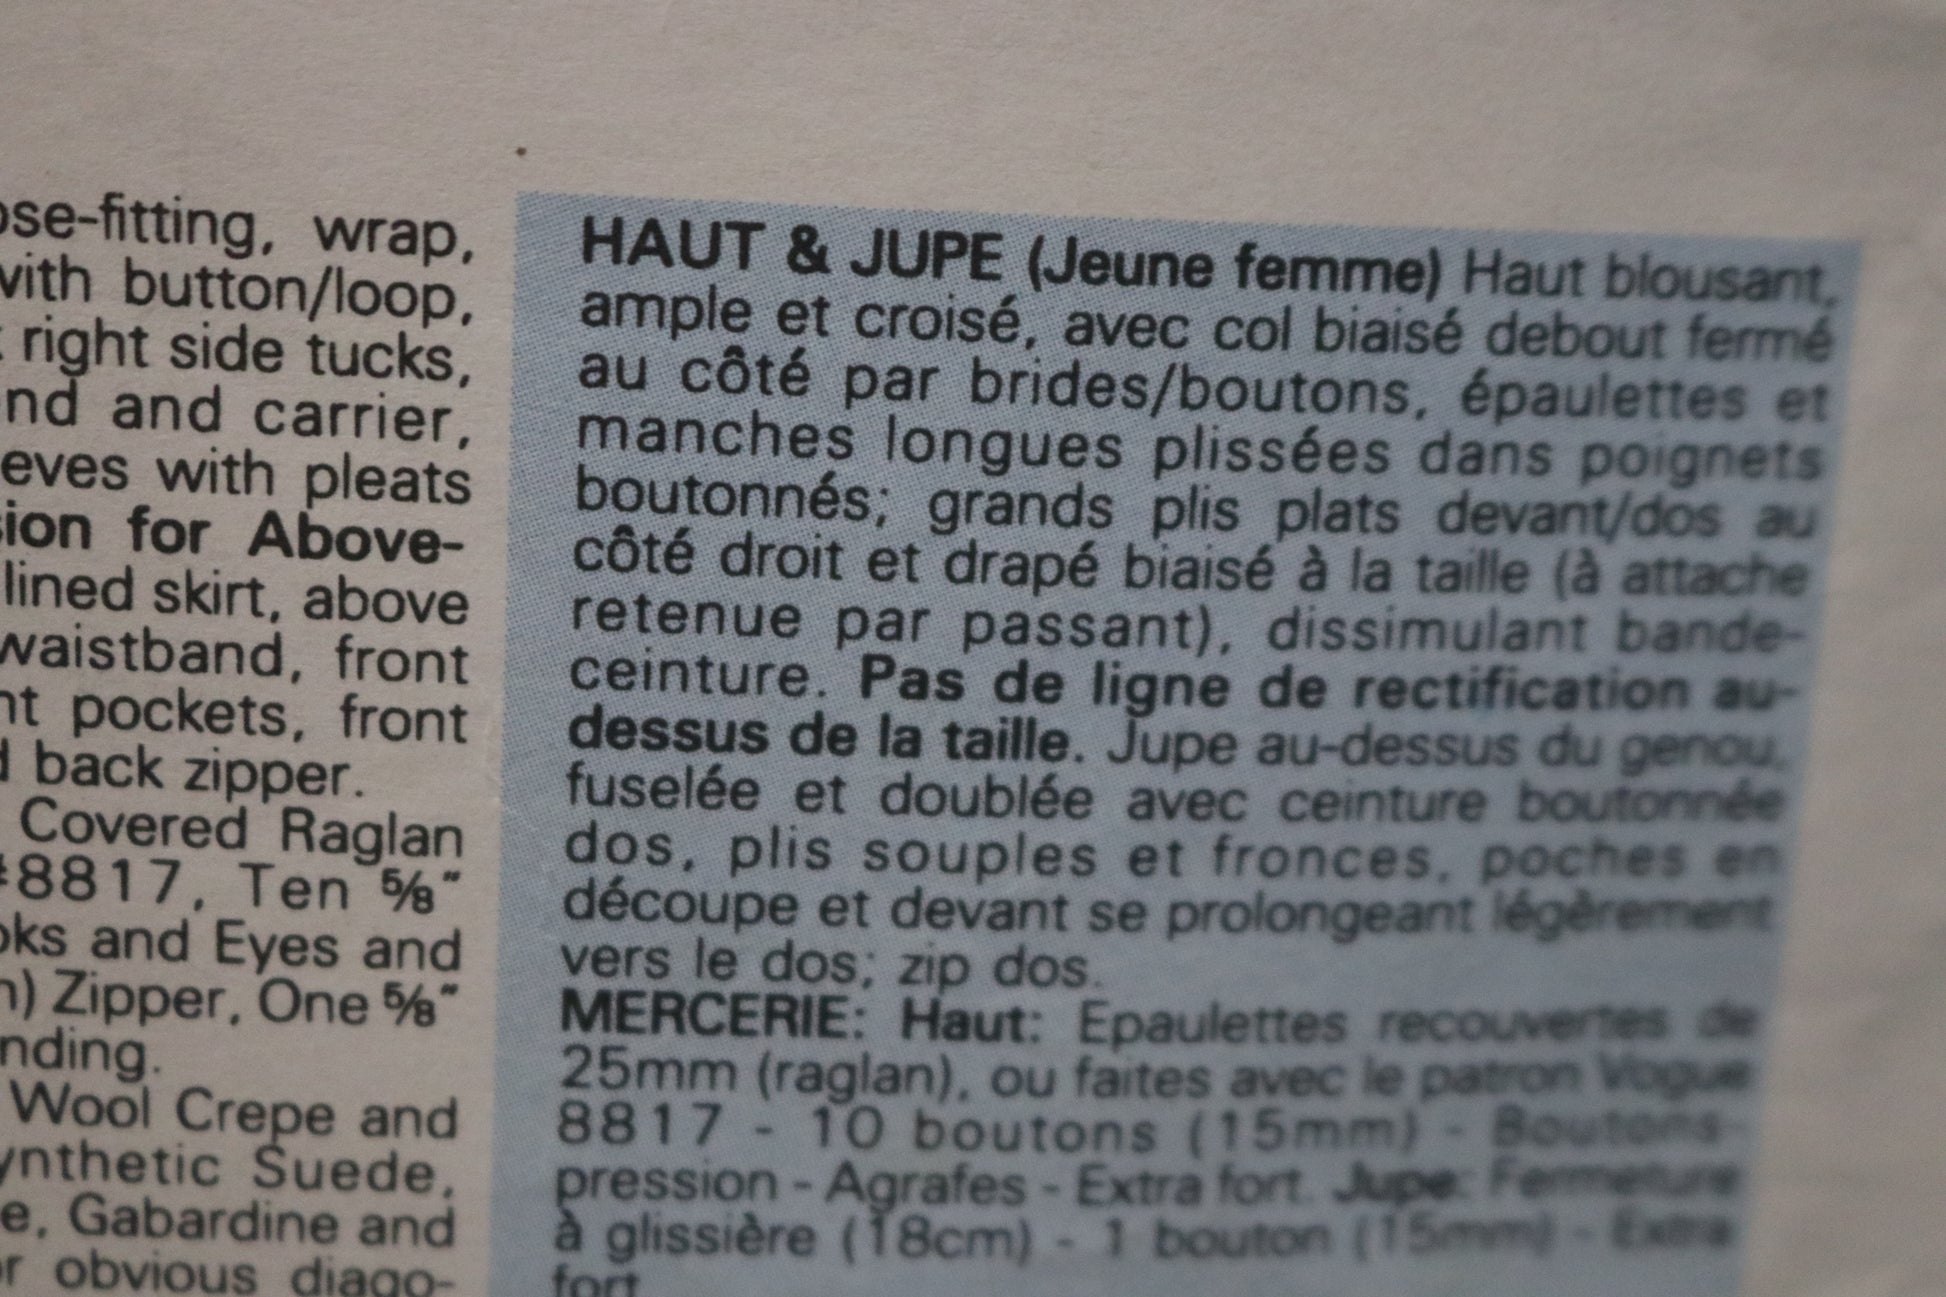 ose-fitting, wrap,
with button/loop,
right side tucks,
nd and carrier,
eves with pleats
sion for Above-
lined skirt, above
waistband, front
nt pockets, front
d back zipper.
Covered Raglan
#8817, Ten ⅝"
oks and Eyes and
n) Zipper, One ⅝"
nding.
Wool Crepe and
ynthetic Suede,
e, Gabardine and
or obvious diago-
HAUT & JUPE (Jeune femme) Haut blousant,
ample et croisé, avec col biaisé debout fermé
au côté par brides/boutons, épaulettes et
manches longues plissées dans poignets
boutonnés; grands plis plats devant/dos au
côté droit et drapé biaisé à la taille (à attache
retenue par passant), dissimulant bande-
ceinture. Pas de ligne de rectification au-
dessus de la taille. Jupe au-dessus du genou,
fuselée et doublée avec ceinture boutonnée
dos, plis souples et fronces, poches en
découpe et devant se prolongeant légèrement
vers le dos; zip dos.
MERCERIE: Haut: Epaulettes recouvertes de
25mm (raglan), ou faites avec le patron Vogue
8817 - 10 boutons (15mm) - Boutons-
pression - Agrafes - Extra fort. Jupe: Fermeture
à glissière (18cm) - 1 bouton (15mm) - Extra
fort